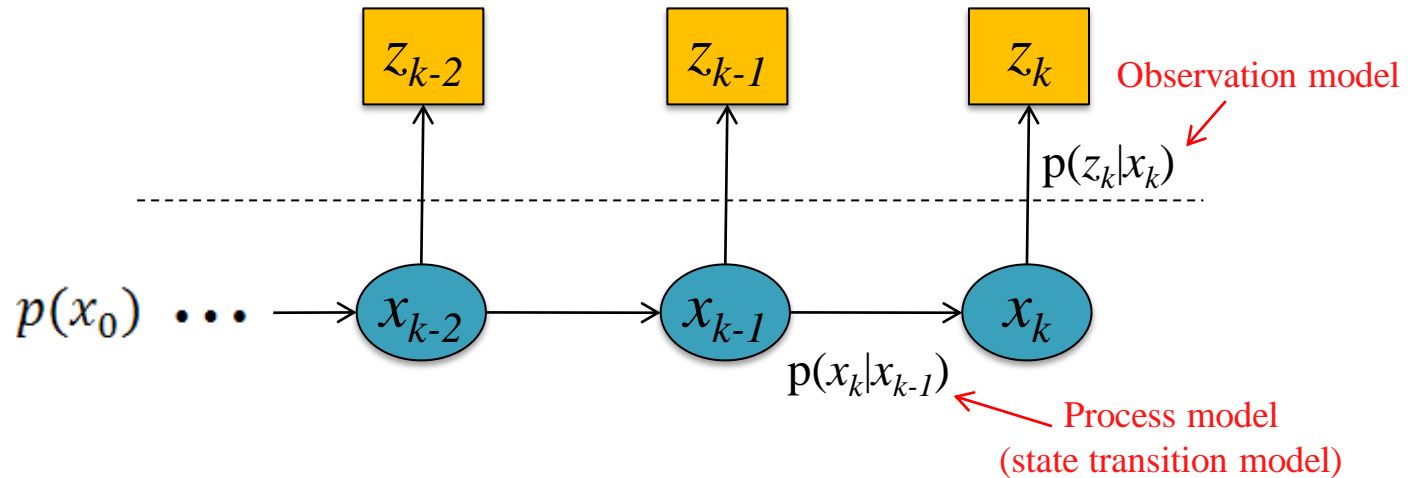 z_{k-2} z_{k-1} z_k
Observation model
p(z_k|x_k)
p(x_0) ••• x_{k-2} x_{k-1} x_k
p(x_k|x_{k-1})
Process model
(state transition model)